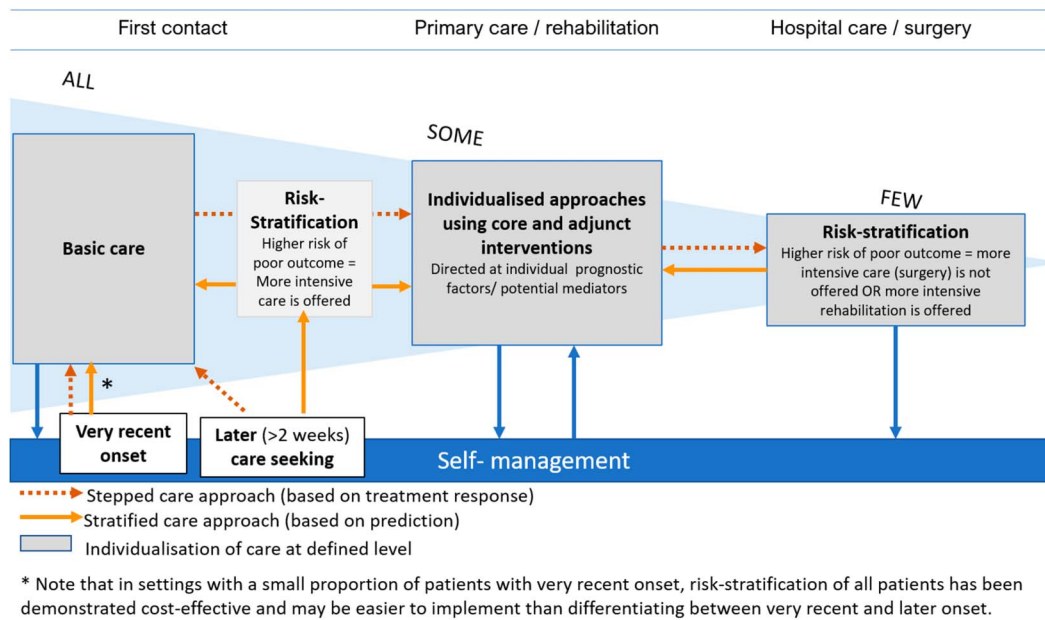 First contact
Primary care / rehabilitation
Hospital care / surgery
ALL
SOME
FEW
Basic care
Risk-
Stratification
Higher risk of
poor outcome =
More intensive
care is offered
Individualised approaches
using core and adjunct
interventions
Directed at individual prognostic
factors/ potential mediators
Risk-stratification
Higher risk of poor outcome = more
intensive care (surgery) is not
offered OR more intensive
rehabilitation is offered
*
Very recent
onset
Later (>2 weeks)
care seeking
Self- management
Stepped care approach (based on treatment response)
Stratified care approach (based on prediction)
Individualisation of care at defined level
* Note that in settings with a small proportion of patients with very recent onset, risk-stratification of all patients has been
demonstrated cost-effective and may be easier to implement than differentiating between very recent and later onset.